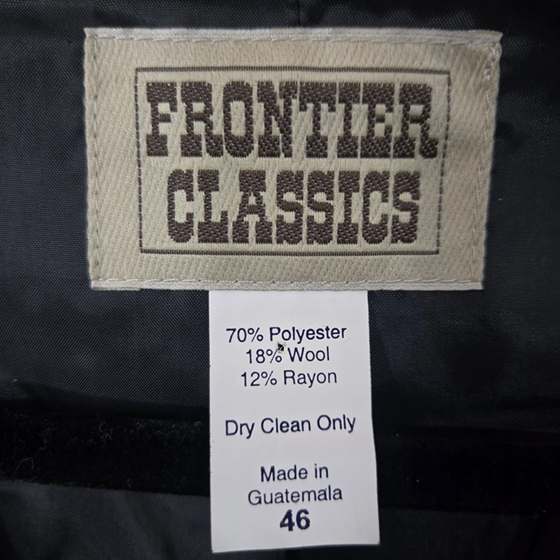 FRONTIER
CLASSICS
70% Polyester
18% Wool
12% Rayon
Dry Clean Only
Made in
Guatemala
46